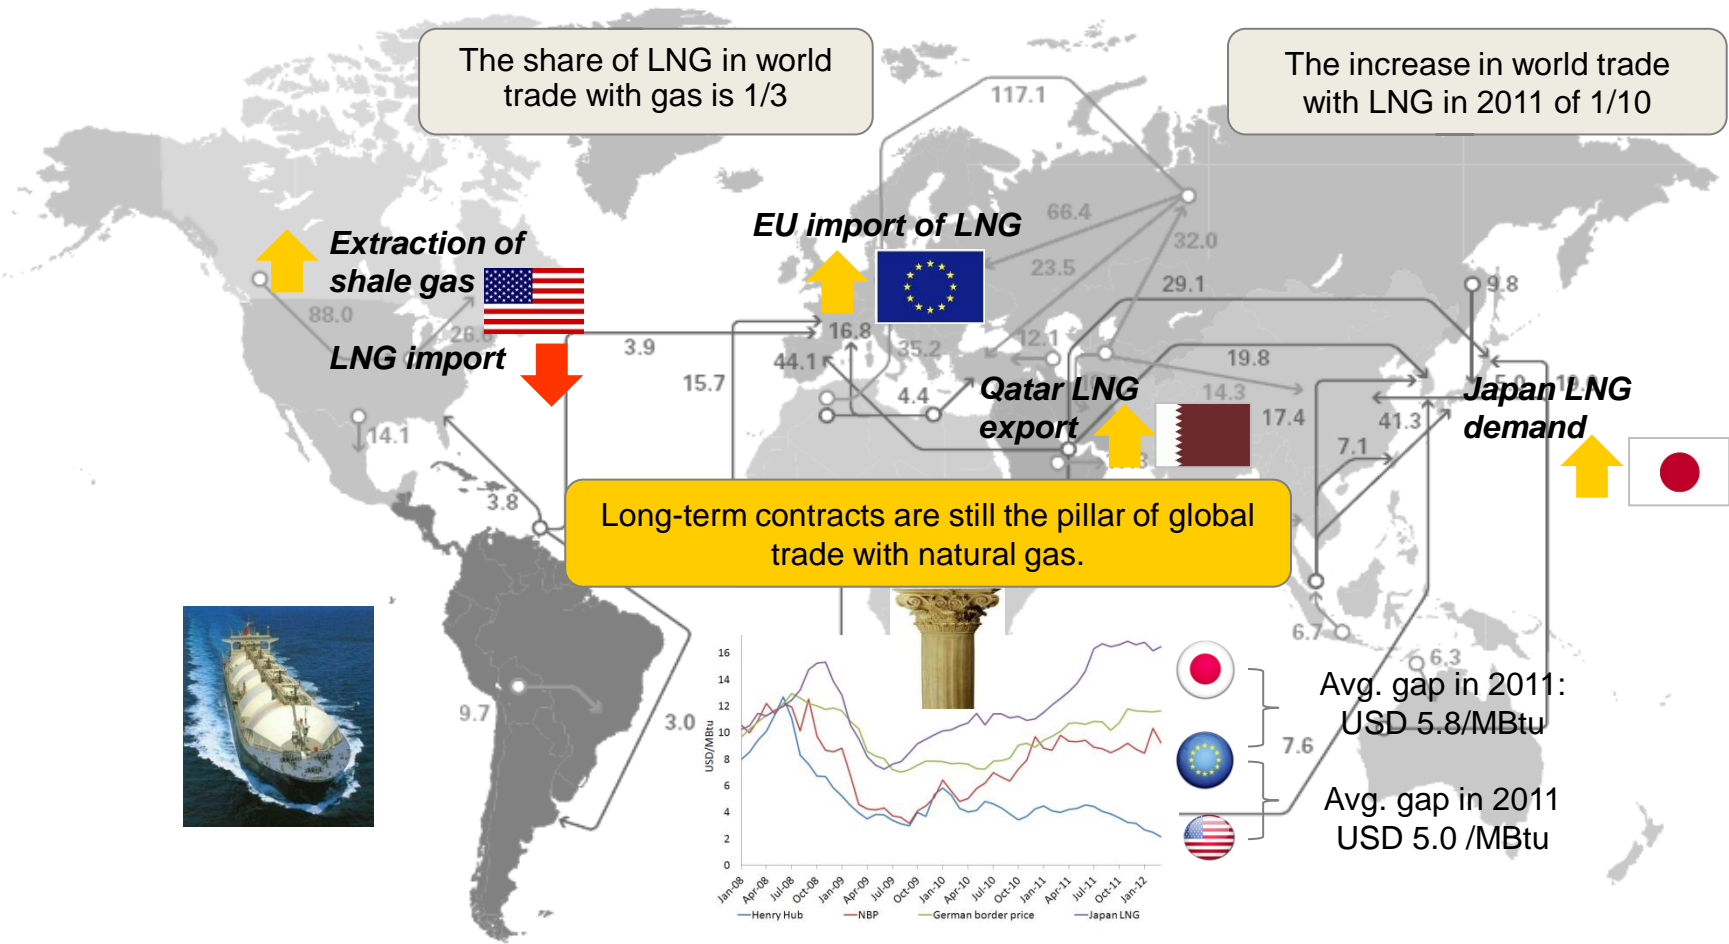 The share of LNG in world
trade with gas is 1/3
The increase in world trade
with LNG in 2011 of 1/10
117.1
66.4
32.0
23.5
29.1
9.8
EU import of LNG
Extraction of
shale gas
88.0
LNG import
3.9
16.8
44.1
35.2
12.1
19.8
15.7
4.4
14.3
17.4
41.3
5.0
Qatar LNG
export
Japan LNG
demand
14.1
7.1
3.8
Long-term contracts are still the pillar of global
trade with natural gas.
6.7
6.3
9.7
3.0
7.6
Avg. gap in 2011:
USD 5.8/MBtu
Avg. gap in 2011
USD 5.0 /MBtu
USD/MBtu
16
14
12
10
8
6
4
2
0
Jan-08
Apr-08
Jul-08
Oct-08
Jan-09
Apr-09
Jul-09
Oct-09
Jan-10
Apr-10
Jul-10
Oct-10
Jan-11
Apr-11
Jul-11
Oct-11
Jan-12
Henry Hub
NBP
German border price
Japan LNG